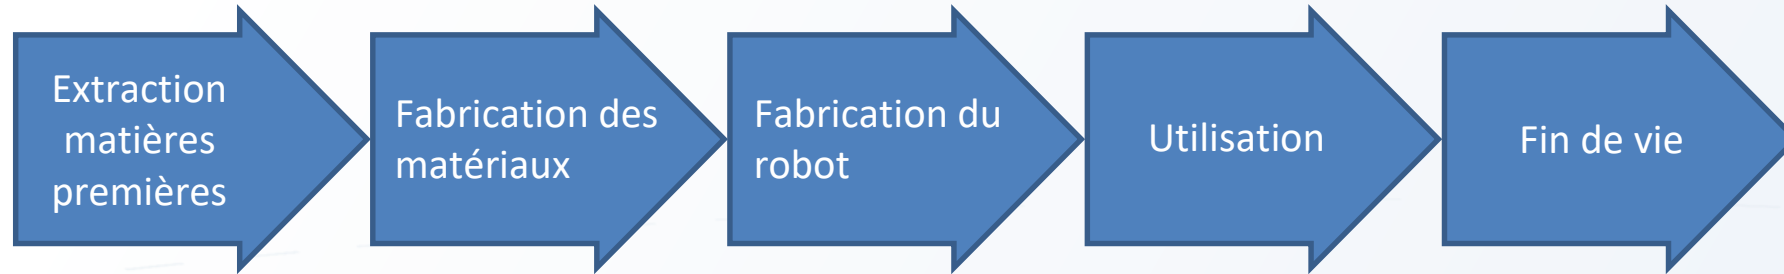 Extraction
matières
premières
Fabrication des
matériaux
Fabrication du
robot
Utilisation
Fin de vie